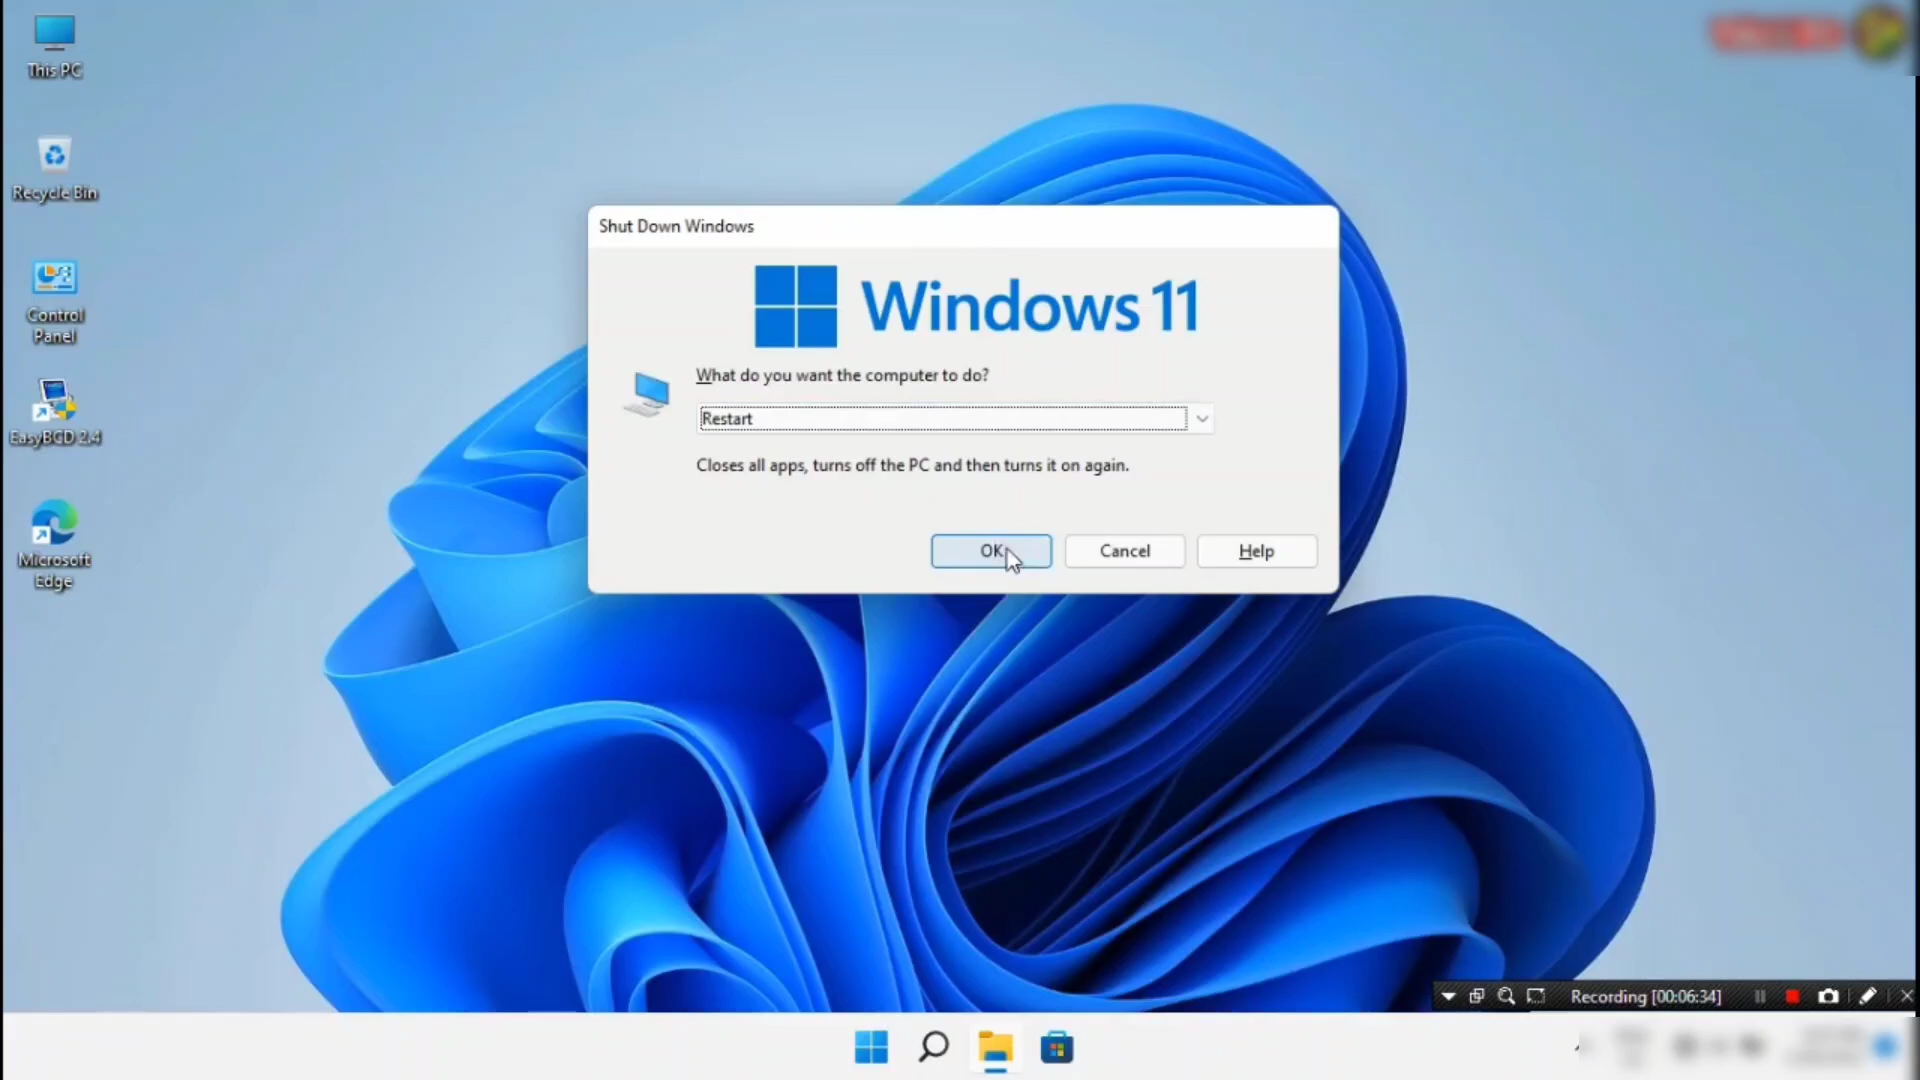 This PC
Recycle Bin
Control
Panel
EasyBCD 2.4
Microsoft
Edge
Shut Down Windows
Windows 11
What do you want the computer to do?
Restart
Closes all apps, turns off the PC and then turns it on again.
OK
Cancel
Help
Recording [00:06:34]